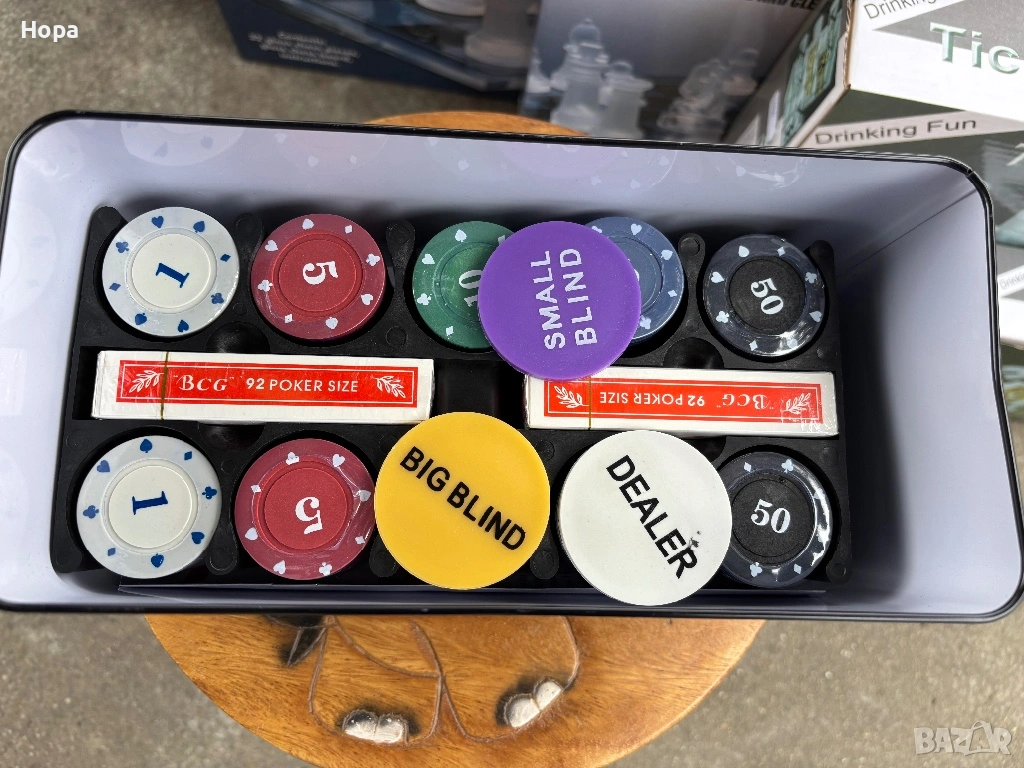 Нора
Drinking
Tic
Drinking Fun
1
5
10
SMALL
BLIND
50
BCG 92 POKER SIZE
BCG 92 POKER SIZE
1
5
BIG BLIND
DEALER
50
BAZAR